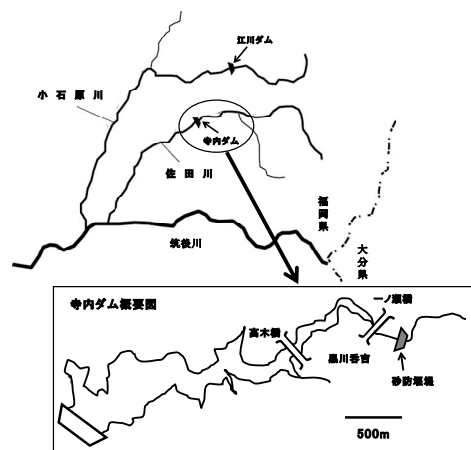 江川ダム
小石原川
寺内ダム
佐田川
福岡県
大分県
筑後川
寺内ダム概要図
一ノ瀬橋
高木橋
黒川呑吉
砂防堰堤
500m